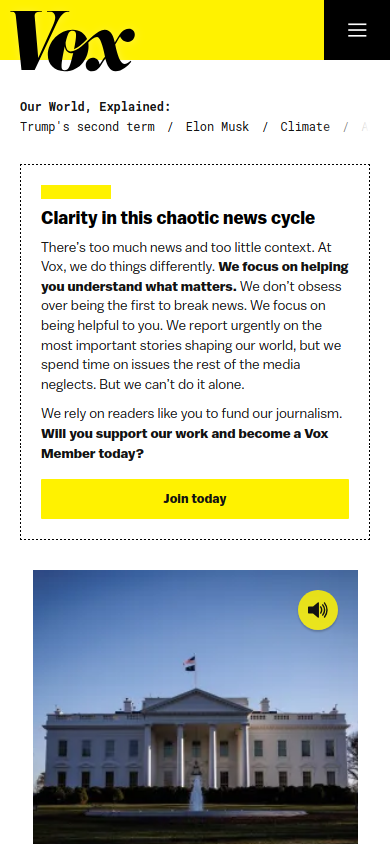 Vox
Our World, Explained:
Trump's second term / Elon Musk / Climate /
Clarity in this chaotic news cycle
There's too much news and too little context. At
Vox, we do things differently. We focus on helping
you understand what matters. We don't obsess
over being the first to break news. We focus on
being helpful to you. We report urgently on the
most important stories shaping our world, but we
spend time on issues the rest of the media
neglects. But we can't do it alone.
We rely on readers like you to fund our journalism.
Will you support our work and become a Vox
Member today?
Join today